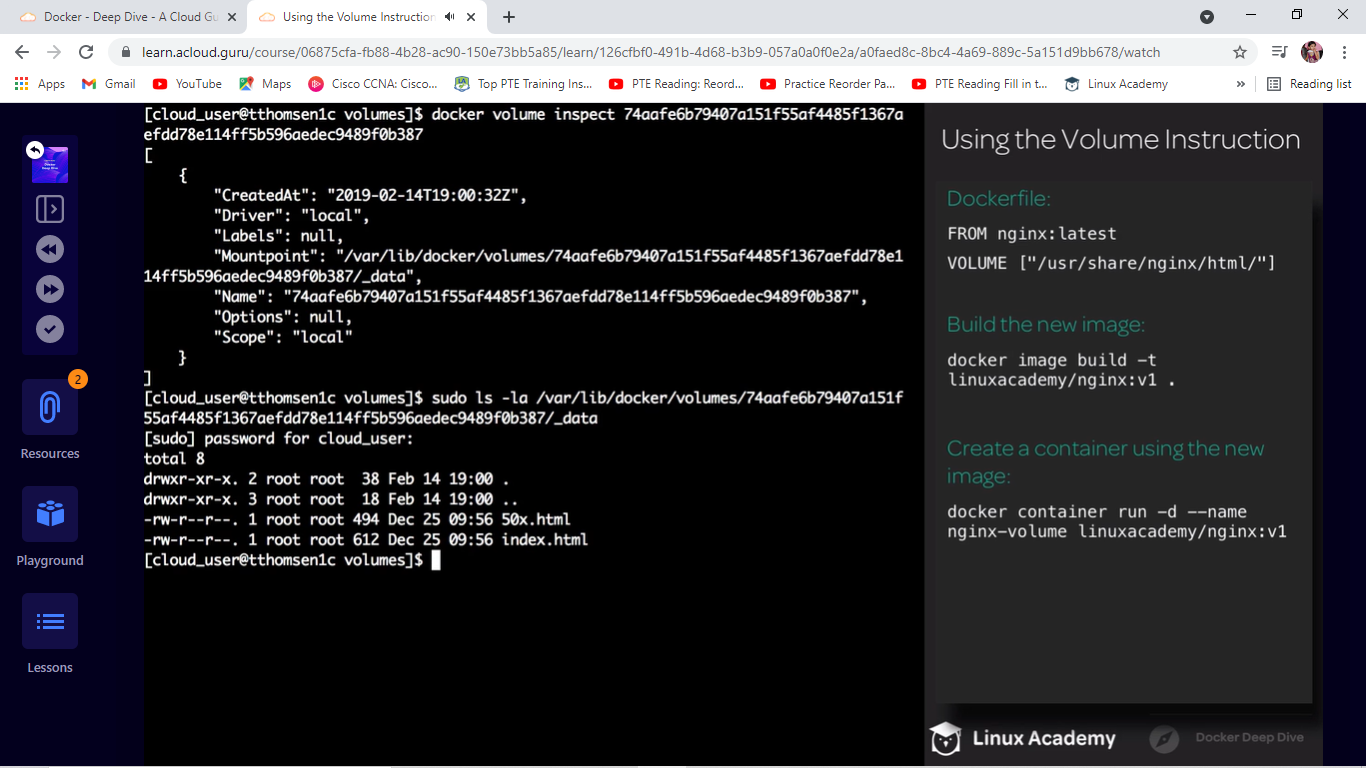 Docker - Deep Dive - A Cloud Gu
Using the Volume Instruction
learn.acloud.guru/course/06875cfa-fb88-4b28-ac90-150e73bb5a85/learn/126cfbf0-491b-4d68-b3b9-057a0a0f0e2a/a0faed8c-8bc4-4a69-889c-5a151d9bb678/watch
Apps
Gmail
YouTube
Maps
Cisco CCNA: Cisco...
Top PTE Training Ins...
PTE Reading: Reord...
Practice Reorder Pa...
PTE Reading Fill in t...
Linux Academy
»
Reading list
2
Resources
Playground
Lessons
[cloud_user@tthomsen1c volumes]$ docker volume inspect 74aafe6b79407a151f55af4485f1367a
efdd78e114ff5b596aedec9489f0b387
[
{
"CreatedAt": "2019-02-14T19:00:32Z",
"Driver": "local",
"Labels": null,
"Mountpoint": "/var/lib/docker/volumes/74aafe6b79407a151f55af4485f1367aefdd78e1
14ff5b596aedec9489f0b387/_data",
"Name": "74aafe6b79407a151f55af4485f1367aefdd78e114ff5b596aedec9489f0b387",
"Options": null,
"Scope": "local"
}
]
[cloud_user@tthomsen1c volumes]$ sudo ls -la /var/lib/docker/volumes/74aafe6b79407a151f
55af4485f1367aefdd78e114ff5b596aedec9489f0b387/_data
[sudo] password for cloud_user:
total 8
drwxr-xr-x. 2 root root  38 Feb 14 19:00 .
drwxr-xr-x. 3 root root  18 Feb 14 19:00 ..
-rw-r--r--. 1 root root 494 Dec 25 09:56 50x.html
-rw-r--r--. 1 root root 612 Dec 25 09:56 index.html
[cloud_user@tthomsen1c volumes]$
Using the Volume Instruction
Dockerfile:
FROM nginx:latest
VOLUME ["/usr/share/nginx/html/"]
Build the new image:
docker image build -t
linuxacademy/nginx:v1 .
Create a container using the new
image:
docker container run -d --name
nginx-volume linuxacademy/nginx:v1
Linux Academy
Docker Deep Dive